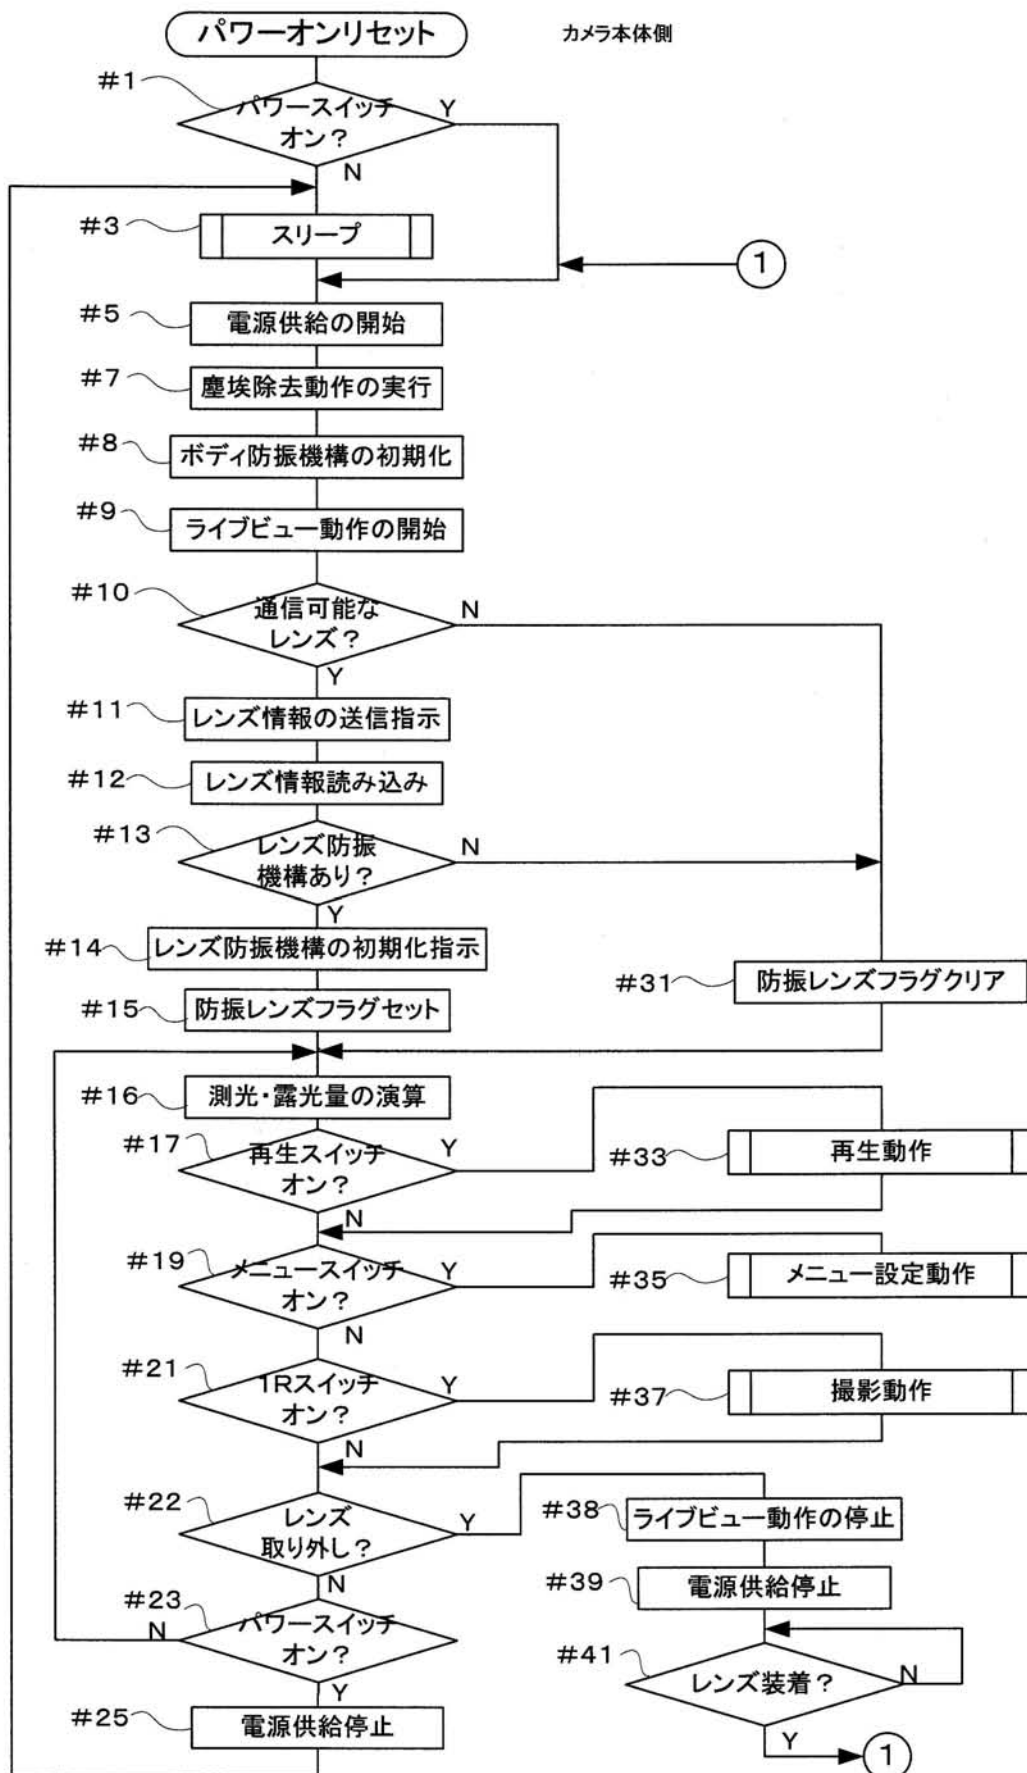 パワーオンリセット
カメラ本体側
#1
パワースイッチ
オン?
Y
N
#3
スリープ
1
#5
電源供給の開始
#7
塵埃除去動作の実行
#8
ボディ防振機構の初期化
#9
ライブビュー動作の開始
#10
通信可能な
レンズ?
N
Y
#11
レンズ情報の送信指示
#12
レンズ情報読み込み
#13
レンズ防振
機構あり?
N
Y
#14
レンズ防振機構の初期化指示
#31
防振レンズフラグクリア
#15
防振レンズフラグセット
#16
測光・露光量の演算
#17
再生スイッチ
オン?
Y
N
#33
再生動作
#19
メニュースイッチ
オン?
Y
N
#35
メニュー設定動作
#21
1Rスイッチ
オン?
Y
N
#37
撮影動作
#22
レンズ
取り外し?
Y
N
#38
ライブビュー動作の停止
#39
電源供給停止
#23
パワースイッチ
オン?
N
Y
#41
レンズ装着?
N
Y
1
#25
電源供給停止